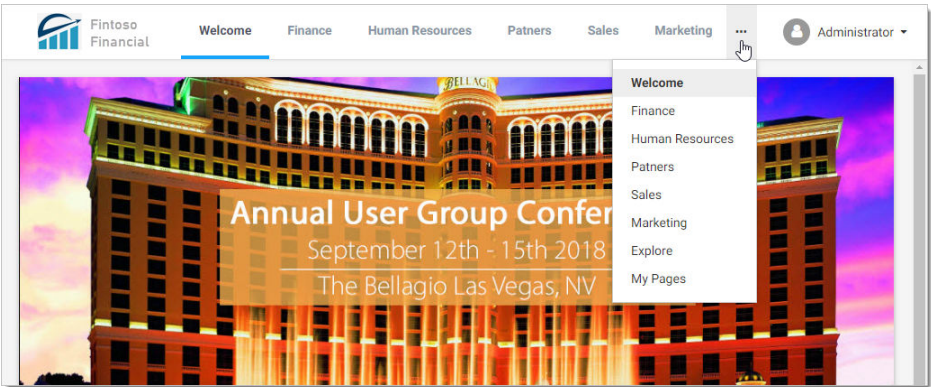 Fintoso
Financial
Welcome Finance Human Resources Patners Sales Marketing ... Administrator
Welcome
Finance
Human Resources
Patners
Sales
Marketing
Explore
My Pages
BELLAGI
Annual User Group Confer
September 12th - 15th 2018
The Bellagio Las Vegas, NV